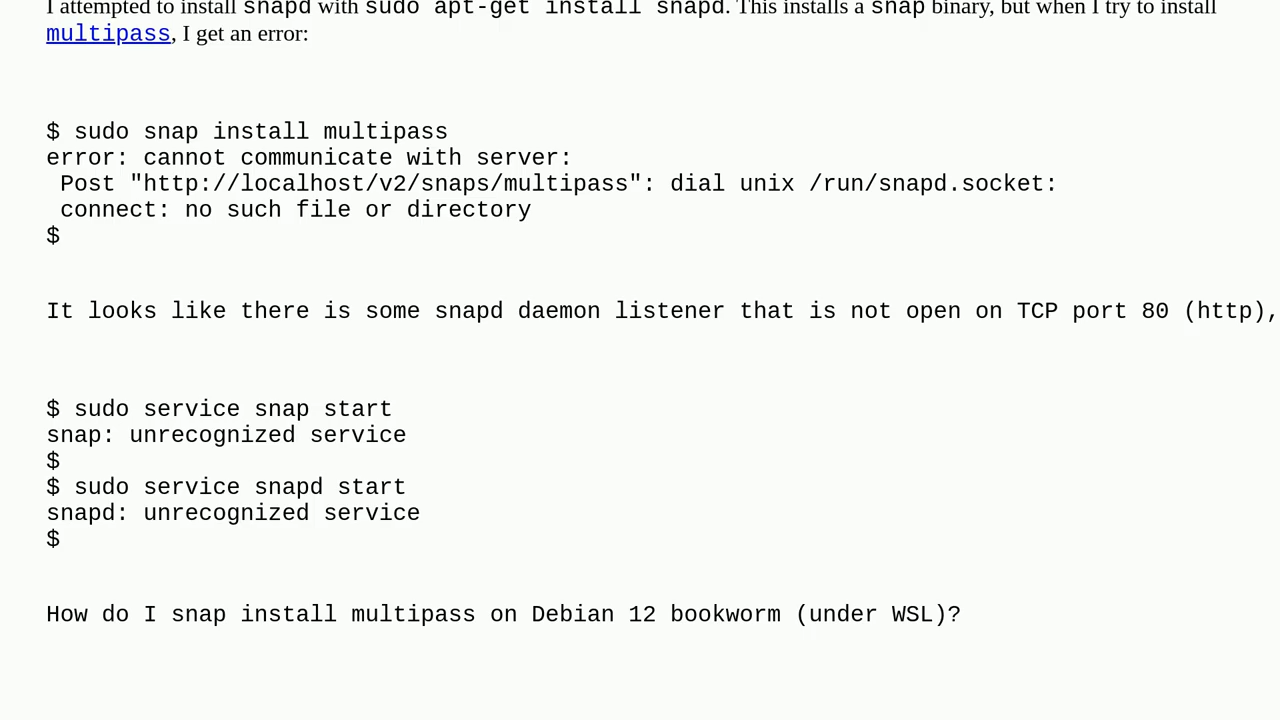 I attempted to install snapd with sudo apt-get install snapd. This installs a snap binary, but when I try to install
multipass, I get an error:
$ sudo snap install multipass
error: cannot communicate with server:
 Post "http://localhost/v2/snaps/multipass": dial unix /run/snapd.socket:
 connect: no such file or directory
$
It looks like there is some snapd daemon listener that is not open on TCP port 80 (http),
$ sudo service snap start
snap: unrecognized service
$
$ sudo service snapd start
snapd: unrecognized service
$
How do I snap install multipass on Debian 12 bookworm (under WSL)?